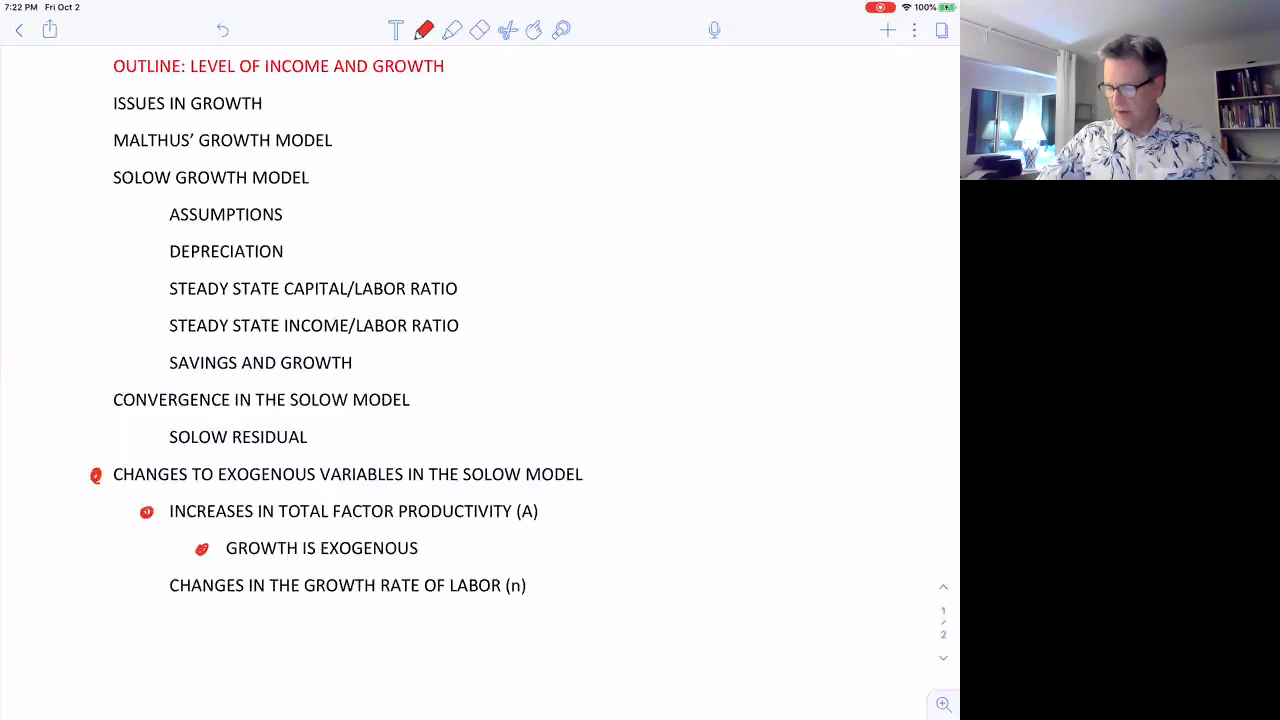 7:22 PM Fri Oct 2
100%
OUTLINE: LEVEL OF INCOME AND GROWTH
ISSUES IN GROWTH
MALTHUS’ GROWTH MODEL
SOLOW GROWTH MODEL
ASSUMPTIONS
DEPRECIATION
STEADY STATE CAPITAL/LABOR RATIO
STEADY STATE INCOME/LABOR RATIO
SAVINGS AND GROWTH
CONVERGENCE IN THE SOLOW MODEL
SOLOW RESIDUAL
CHANGES TO EXOGENOUS VARIABLES IN THE SOLOW MODEL
INCREASES IN TOTAL FACTOR PRODUCTIVITY (A)
GROWTH IS EXOGENOUS
CHANGES IN THE GROWTH RATE OF LABOR (n)
1
/
2